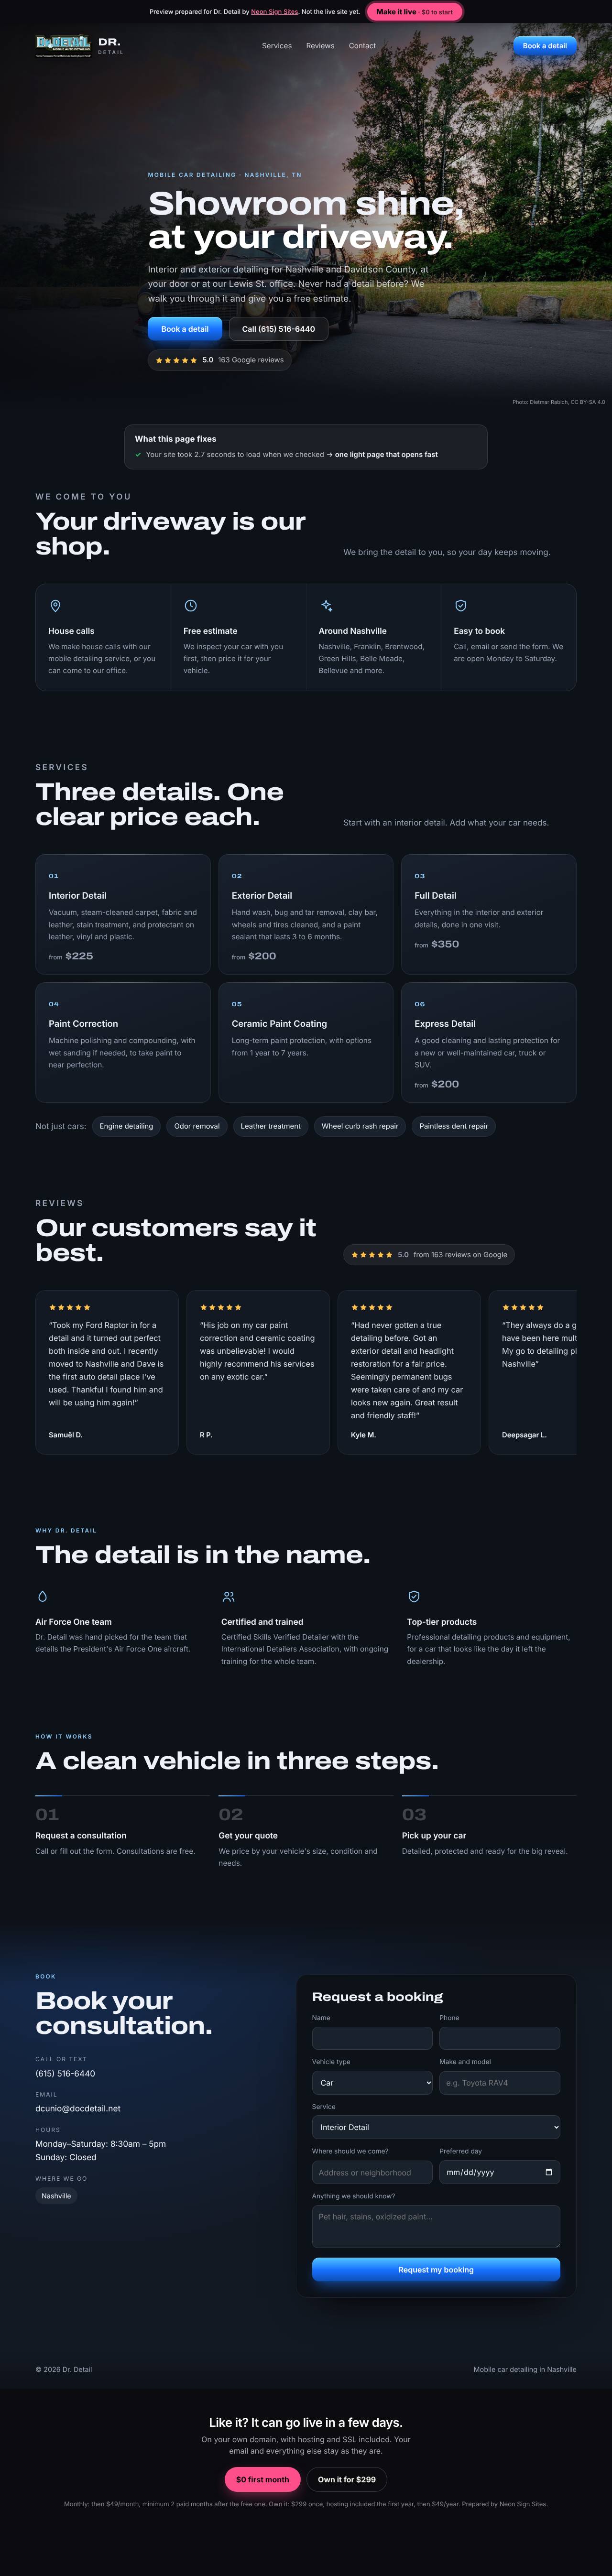 Preview prepared for Dr. Detail by Neon Sign Sites. Not the live site yet. Make it live · $0 to start
Dr. DETAIL
DR.
DETAIL
Services Reviews Contact
Book a detail
MOBILE CAR DETAILING · NASHVILLE, TN
Showroom shine,
at your driveway.
Interior and exterior detailing for Nashville and Davidson County, at
your door or at our Lewis St. office. Never had a detail before? We
walk you through it and give you a free estimate.
Book a detail
Call (615) 516-6440
★★★★★ 5.0 163 Google reviews
Photo: Dietmar Rabich, CC BY-SA 4.0
What this page fixes
✓ Your site took 2.7 seconds to load when we checked → one light page that opens fast
WE COME TO YOU
Your driveway is our
shop.
We bring the detail to you, so your day keeps moving.
House calls
We make house calls with our
mobile detailing service, or you
can come to our office.
Free estimate
We inspect your car with you
first, then price it for your
vehicle.
Around Nashville
Nashville, Franklin, Brentwood,
Green Hills, Belle Meade,
Bellevue and more.
Easy to book
Call, email or send the form. We
are open Monday to Saturday.
SERVICES
Three details. One
clear price each.
Start with an interior detail. Add what your car needs.
01
Interior Detail
Vacuum, steam-cleaned carpet, fabric and
leather, stain treatment, and protectant on
leather, vinyl and plastic.
from $225
02
Exterior Detail
Hand wash, bug and tar removal, clay bar,
wheels and tires cleaned, and a paint
sealant that lasts 3 to 6 months.
from $200
03
Full Detail
Everything in the interior and exterior
details, done in one visit.
from $350
04
Paint Correction
Machine polishing and compounding, with
wet sanding if needed, to take paint to
near perfection.
05
Ceramic Paint Coating
Long-term paint protection, with options
from 1 year to 7 years.
06
Express Detail
A good cleaning and lasting protection for
a new or well-maintained car, truck or
SUV.
from $200
Not just cars: Engine detailing Odor removal Leather treatment Wheel curb rash repair Paintless dent repair
REVIEWS
Our customers say it
best.
★★★★★ 5.0 from 163 reviews on Google
★★★★★
“Took my Ford Raptor in for a
detail and it turned out perfect
both inside and out. I recently
moved to Nashville and Dave is
the first auto detail place I've
used. Thankful I found him and
will be using him again!”
Samuël D.
★★★★★
“His job on my car paint
correction and ceramic coating
was unbelievable! I would
highly recommend his services
on any exotic car.”
R P.
★★★★★
“Had never gotten a true
detailing before. Got an
exterior detail and headlight
restoration for a fair price.
Seemingly permanent bugs
were taken care of and my car
looks new again. Great result
and friendly staff!”
Kyle M.
★★★★★
“They always do a g
have been here mult
My go to detailing pl
Nashville”
Deepsagar L.
WHY DR. DETAIL
The detail is in the name.
Air Force One team
Dr. Detail was hand picked for the team that
details the President's Air Force One aircraft.
Certified and trained
Certified Skills Verified Detailer with the
International Detailers Association, with ongoing
training for the whole team.
Top-tier products
Professional detailing products and equipment,
for a car that looks like the day it left the
dealership.
HOW IT WORKS
A clean vehicle in three steps.
01
Request a consultation
Call or fill out the form. Consultations are free.
02
Get your quote
We price by your vehicle's size, condition and
needs.
03
Pick up your car
Detailed, protected and ready for the big reveal.
BOOK
Book your
consultation.
CALL OR TEXT
(615) 516-6440
EMAIL
dcunio@docdetail.net
HOURS
Monday–Saturday: 8:30am – 5pm
Sunday: Closed
WHERE WE GO
Nashville
Request a booking
Name Phone
Vehicle type Make and model
Car e.g. Toyota RAV4
Service
Interior Detail
Where should we come? Preferred day
Address or neighborhood mm/dd/yyyy
Anything we should know?
Pet hair, stains, oxidized paint...
Request my booking
© 2026 Dr. Detail
Mobile car detailing in Nashville
Like it? It can go live in a few days.
On your own domain, with hosting and SSL included. Your
email and everything else stay as they are.
$0 first month Own it for $299
Monthly: then $49/month, minimum 2 paid months after the free one. Own it: $299 once, hosting included the first year, then $49/year. Prepared by Neon Sign Sites.